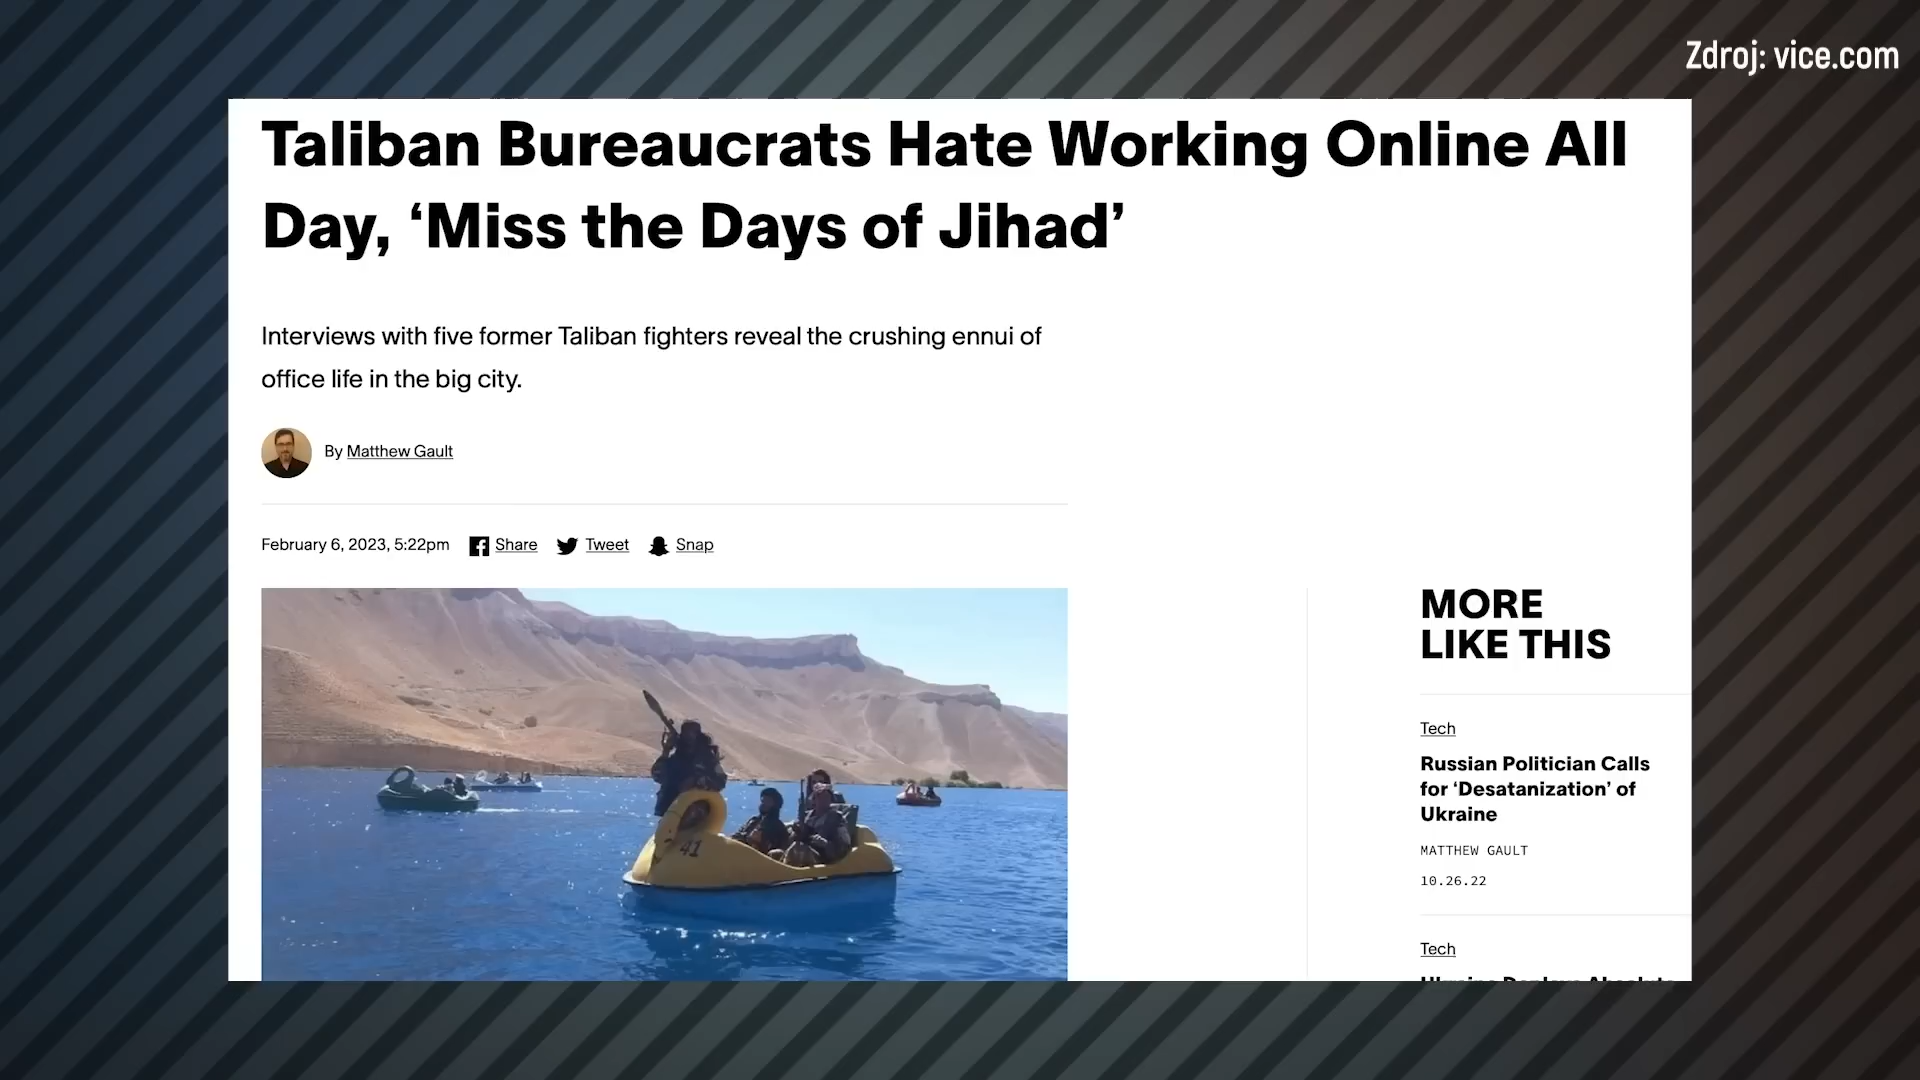 Zdroj: vice.com
Taliban Bureaucrats Hate Working Online All
Day, ‘Miss the Days of Jihad’
Interviews with five former Taliban fighters reveal the crushing ennui of
office life in the big city.
By Matthew Gault
February 6, 2023, 5:22pm Share Tweet Snap
41
MORE
LIKE THIS
Tech
Russian Politician Calls
for ‘Desatanization’ of
Ukraine
MATTHEW GAULT
10.26.22
Tech
Ukraine Deploys Absolute